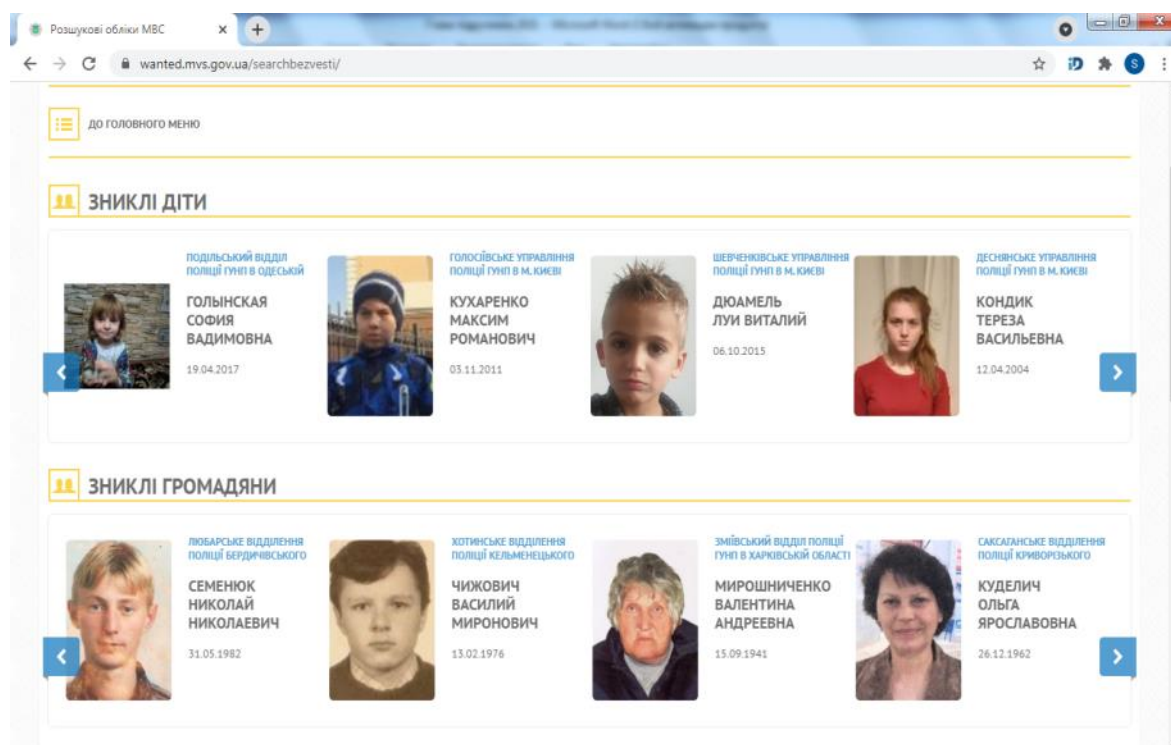 Розшукові обліки МВС
wanted.mvs.gov.ua/searchbezvesti/
S
ДО ГОЛОВНОГО МЕНЮ
ЗНИКЛІ ДІТИ
ПОДІЛЬСЬКИЙ ВІДДІЛ
ПОЛІЦІЇ ГУНП В ОДЕСЬКІЙ
ГОЛЫНСКАЯ
СОФИЯ
ВАДИМОВНА
19.04.2017
ГОЛОСІЇВСЬКЕ УПРАВЛІННЯ
ПОЛІЦІЇ ГУНП В М. КИЄВІ
КУХАРЕНКО
МАКСИМ
РОМАНОВИЧ
03.11.2011
ШЕВЧЕНКІВСЬКЕ УПРАВЛІННЯ
ПОЛІЦІЇ ГУНП В М. КИЄВІ
ДЮАМЕЛЬ
ЛУИ ВИТАЛИЙ
06.10.2015
ДЕСНЯНСЬКЕ УПРАВЛІННЯ
ПОЛІЦІЇ ГУНП В М. КИЄВІ
КОНДИК
ТЕРЕЗА
ВАСИЛЬЕВНА
12.04.2004
ЗНИКЛІ ГРОМАДЯНИ
ЛЮБАРСЬКЕ ВІДДІЛЕННЯ
ПОЛІЦІЇ БЕРДИЧІВСЬКОГО
СЕМЕНЮК
НИКОЛАЙ
НИКОЛАЕВИЧ
31.05.1982
ХОТИНСЬКЕ ВІДДІЛЕННЯ
ПОЛІЦІЇ КЕЛЬМЕНЕЦЬКОГО
ЧИЖОВИЧ
ВАСИЛИЙ
МИРОНОВИЧ
13.02.1976
ЗМІЇВСЬКИЙ ВІДДІЛ ПОЛІЦІЇ
ГУНП В ХАРКІВСЬКІЙ ОБЛАСТІ
МИРОШНИЧЕНКО
ВАЛЕНТИНА
АНДРЕЕВНА
15.09.1941
САКСАГАНСЬКЕ ВІДДІЛЕННЯ
ПОЛІЦІЇ КРИВОРІЗЬКОГО
КУДЕЛИЧ
ОЛЬГА
ЯРОСЛАВОВНА
26.12.1962